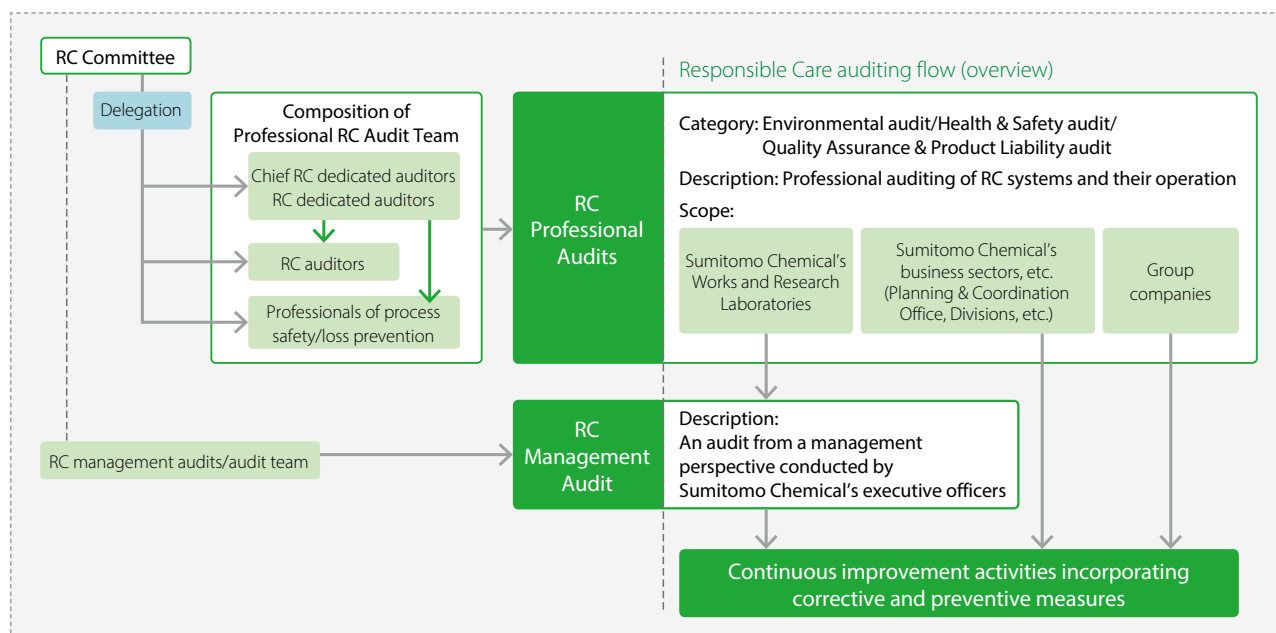 RC Committee
Delegation
Composition of
Professional RC Audit Team
Chief RC dedicated auditors
RC dedicated auditors
RC auditors
Professionals of process
safety/loss prevention
RC management audits/audit team
RC
Professional
Audits
Responsible Care auditing flow (overview)
Category: Environmental audit/Health & Safety audit/
Quality Assurance & Product Liability audit
Description: Professional auditing of RC systems and their operation
Scope:
Sumitomo Chemical's
Works and Research
Laboratories
Sumitomo Chemical's
business sectors, etc.
(Planning & Coordination
Office, Divisions, etc.)
Group
companies
RC
Management
Audit
Description:
An audit from a management
perspective conducted by
Sumitomo Chemical's executive officers
Continuous improvement activities incorporating
corrective and preventive measures